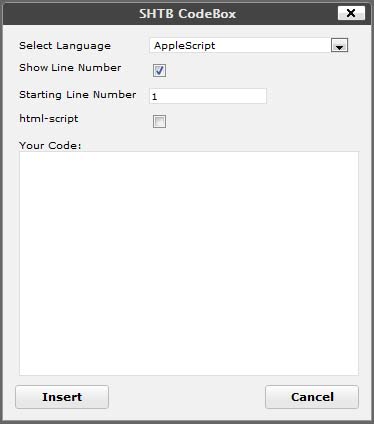 SHTB CodeBox
Select Language AppleScript
Show Line Number
Starting Line Number 1
html-script
Your Code:
Insert Cancel